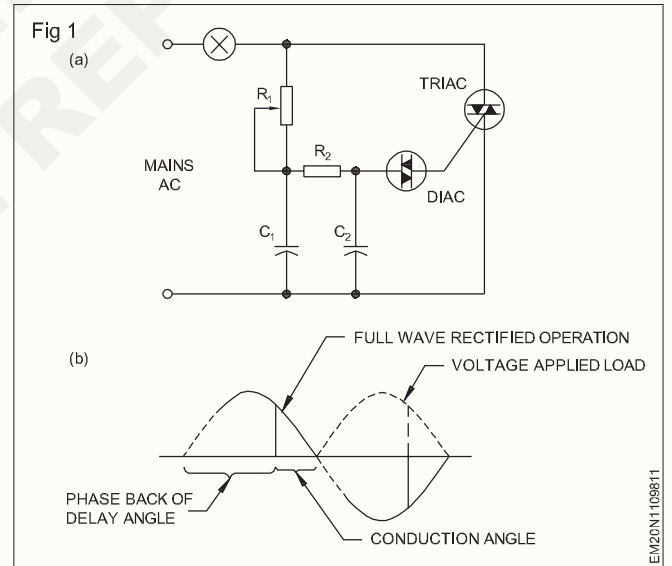 Fig 1
(a)
TRIAC
R1
R2
MAINS
AC
DIAC
C1
C2
(b)
FULL WAVE RECTIFIED OPERATION
VOLTAGE APPLIED LOAD
PHASE BACK OF
DELAY ANGLE
CONDUCTION ANGLE
EM20N1109811